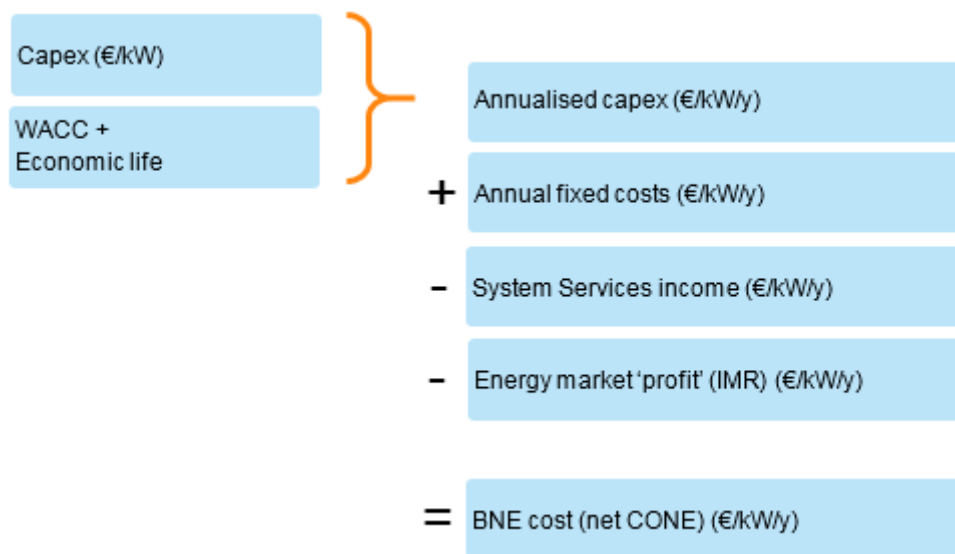 Capex (€/kW)
WACC +
Economic life
Annualised capex (€/kW/y)
+ Annual fixed costs (€/kW/y)
- System Services income (€/kW/y)
- Energy market ‘profit’ (IMR) (€/kW/y)
= BNE cost (net CONE) (€/kW/y)